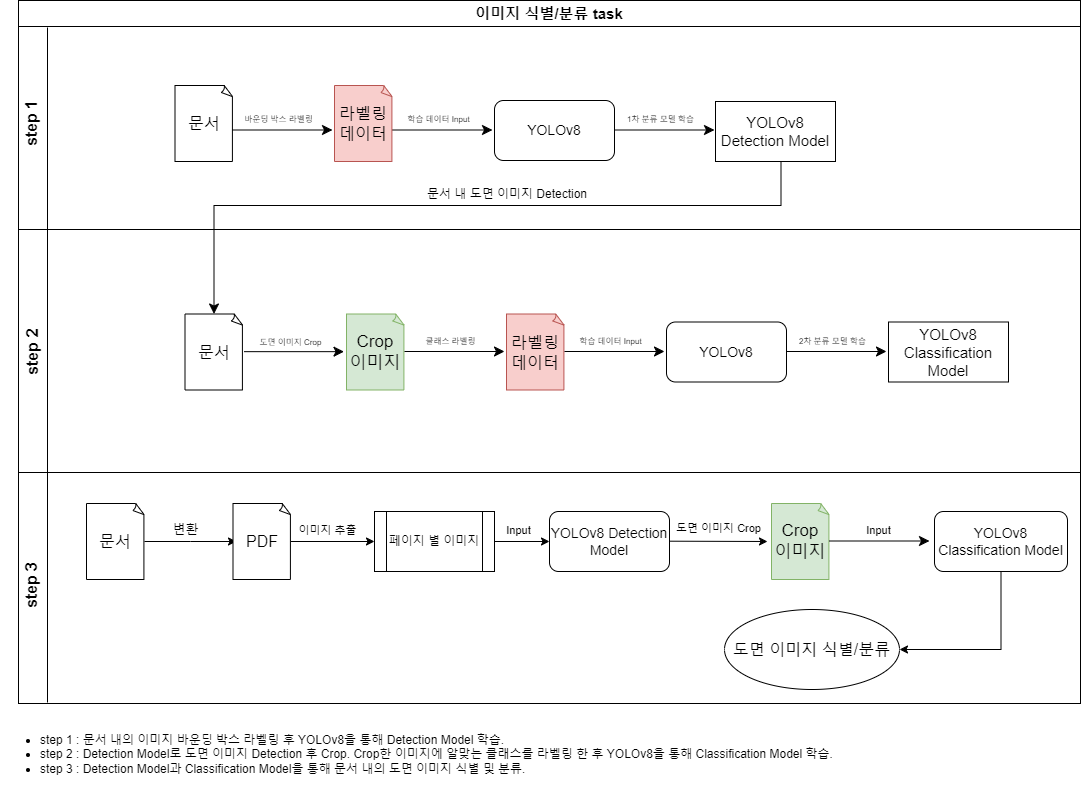 이미지 식별/분류 task
step 1
문서
바운딩 박스 라벨링
라벨링
데이터
학습 데이터 Input
YOLOv8
1차 분류 모델 학습
YOLOv8
Detection Model
문서 내 도면 이미지 Detection
step 2
문서
도면 이미지 Crop
Crop
이미지
클래스 라벨링
라벨링
데이터
학습 데이터 Input
YOLOv8
2차 분류 모델 학습
YOLOv8
Classification
Model
step 3
문서
변환
PDF
이미지 추출
페이지 별 이미지
Input
YOLOv8 Detection
Model
도면 이미지 Crop
Crop
이미지
Input
YOLOv8
Classification Model
도면 이미지 식별/분류
step 1 : 문서 내의 이미지 바운딩 박스 라벨링 후 YOLOv8을 통해 Detection Model 학습.
step 2 : Detection Model로 도면 이미지 Detection 후 Crop. Crop한 이미지에 알맞는 클래스를 라벨링 한 후 YOLOv8을 통해 Classification Model 학습.
step 3 : Detection Model과 Classification Model을 통해 문서 내의 도면 이미지 식별 및 분류.